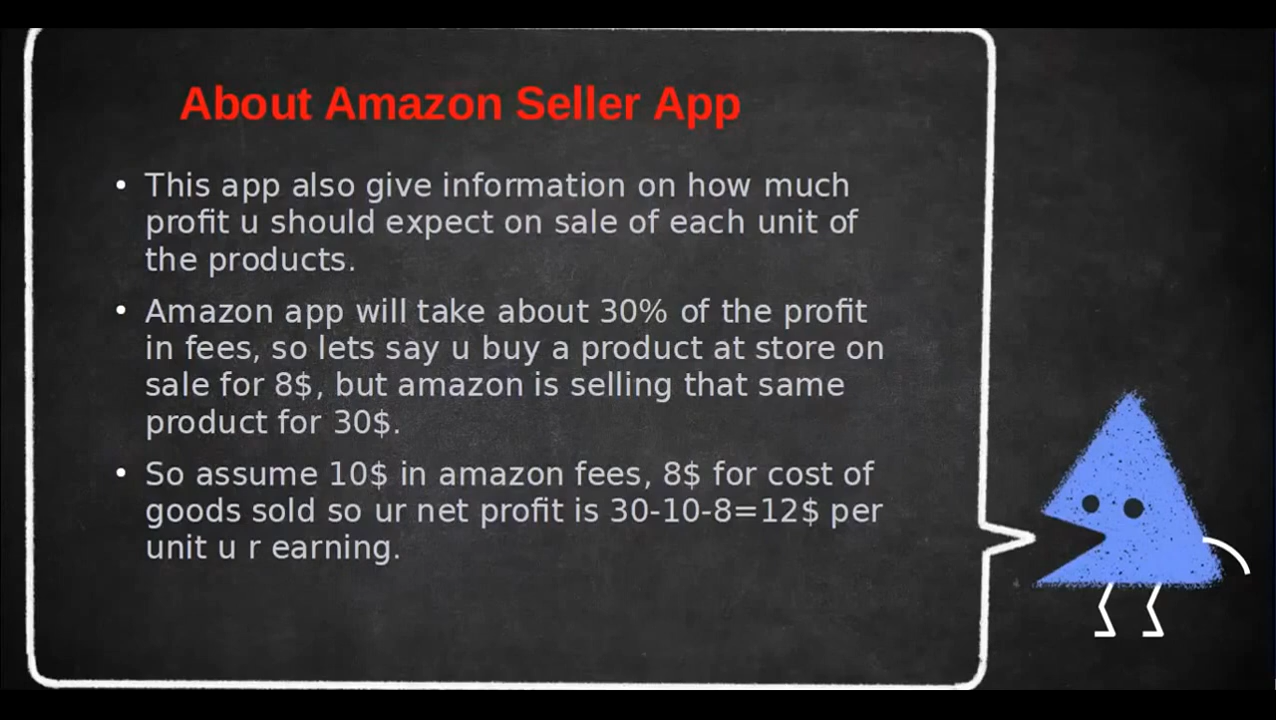 About Amazon Seller App
• This app also give information on how much
profit u should expect on sale of each unit of
the products.
• Amazon app will take about 30% of the profit
in fees, so lets say u buy a product at store on
sale for 8$, but amazon is selling that same
product for 30$.
• So assume 10$ in amazon fees, 8$ for cost of
goods sold so ur net profit is 30-10-8=12$ per
unit u r earning.